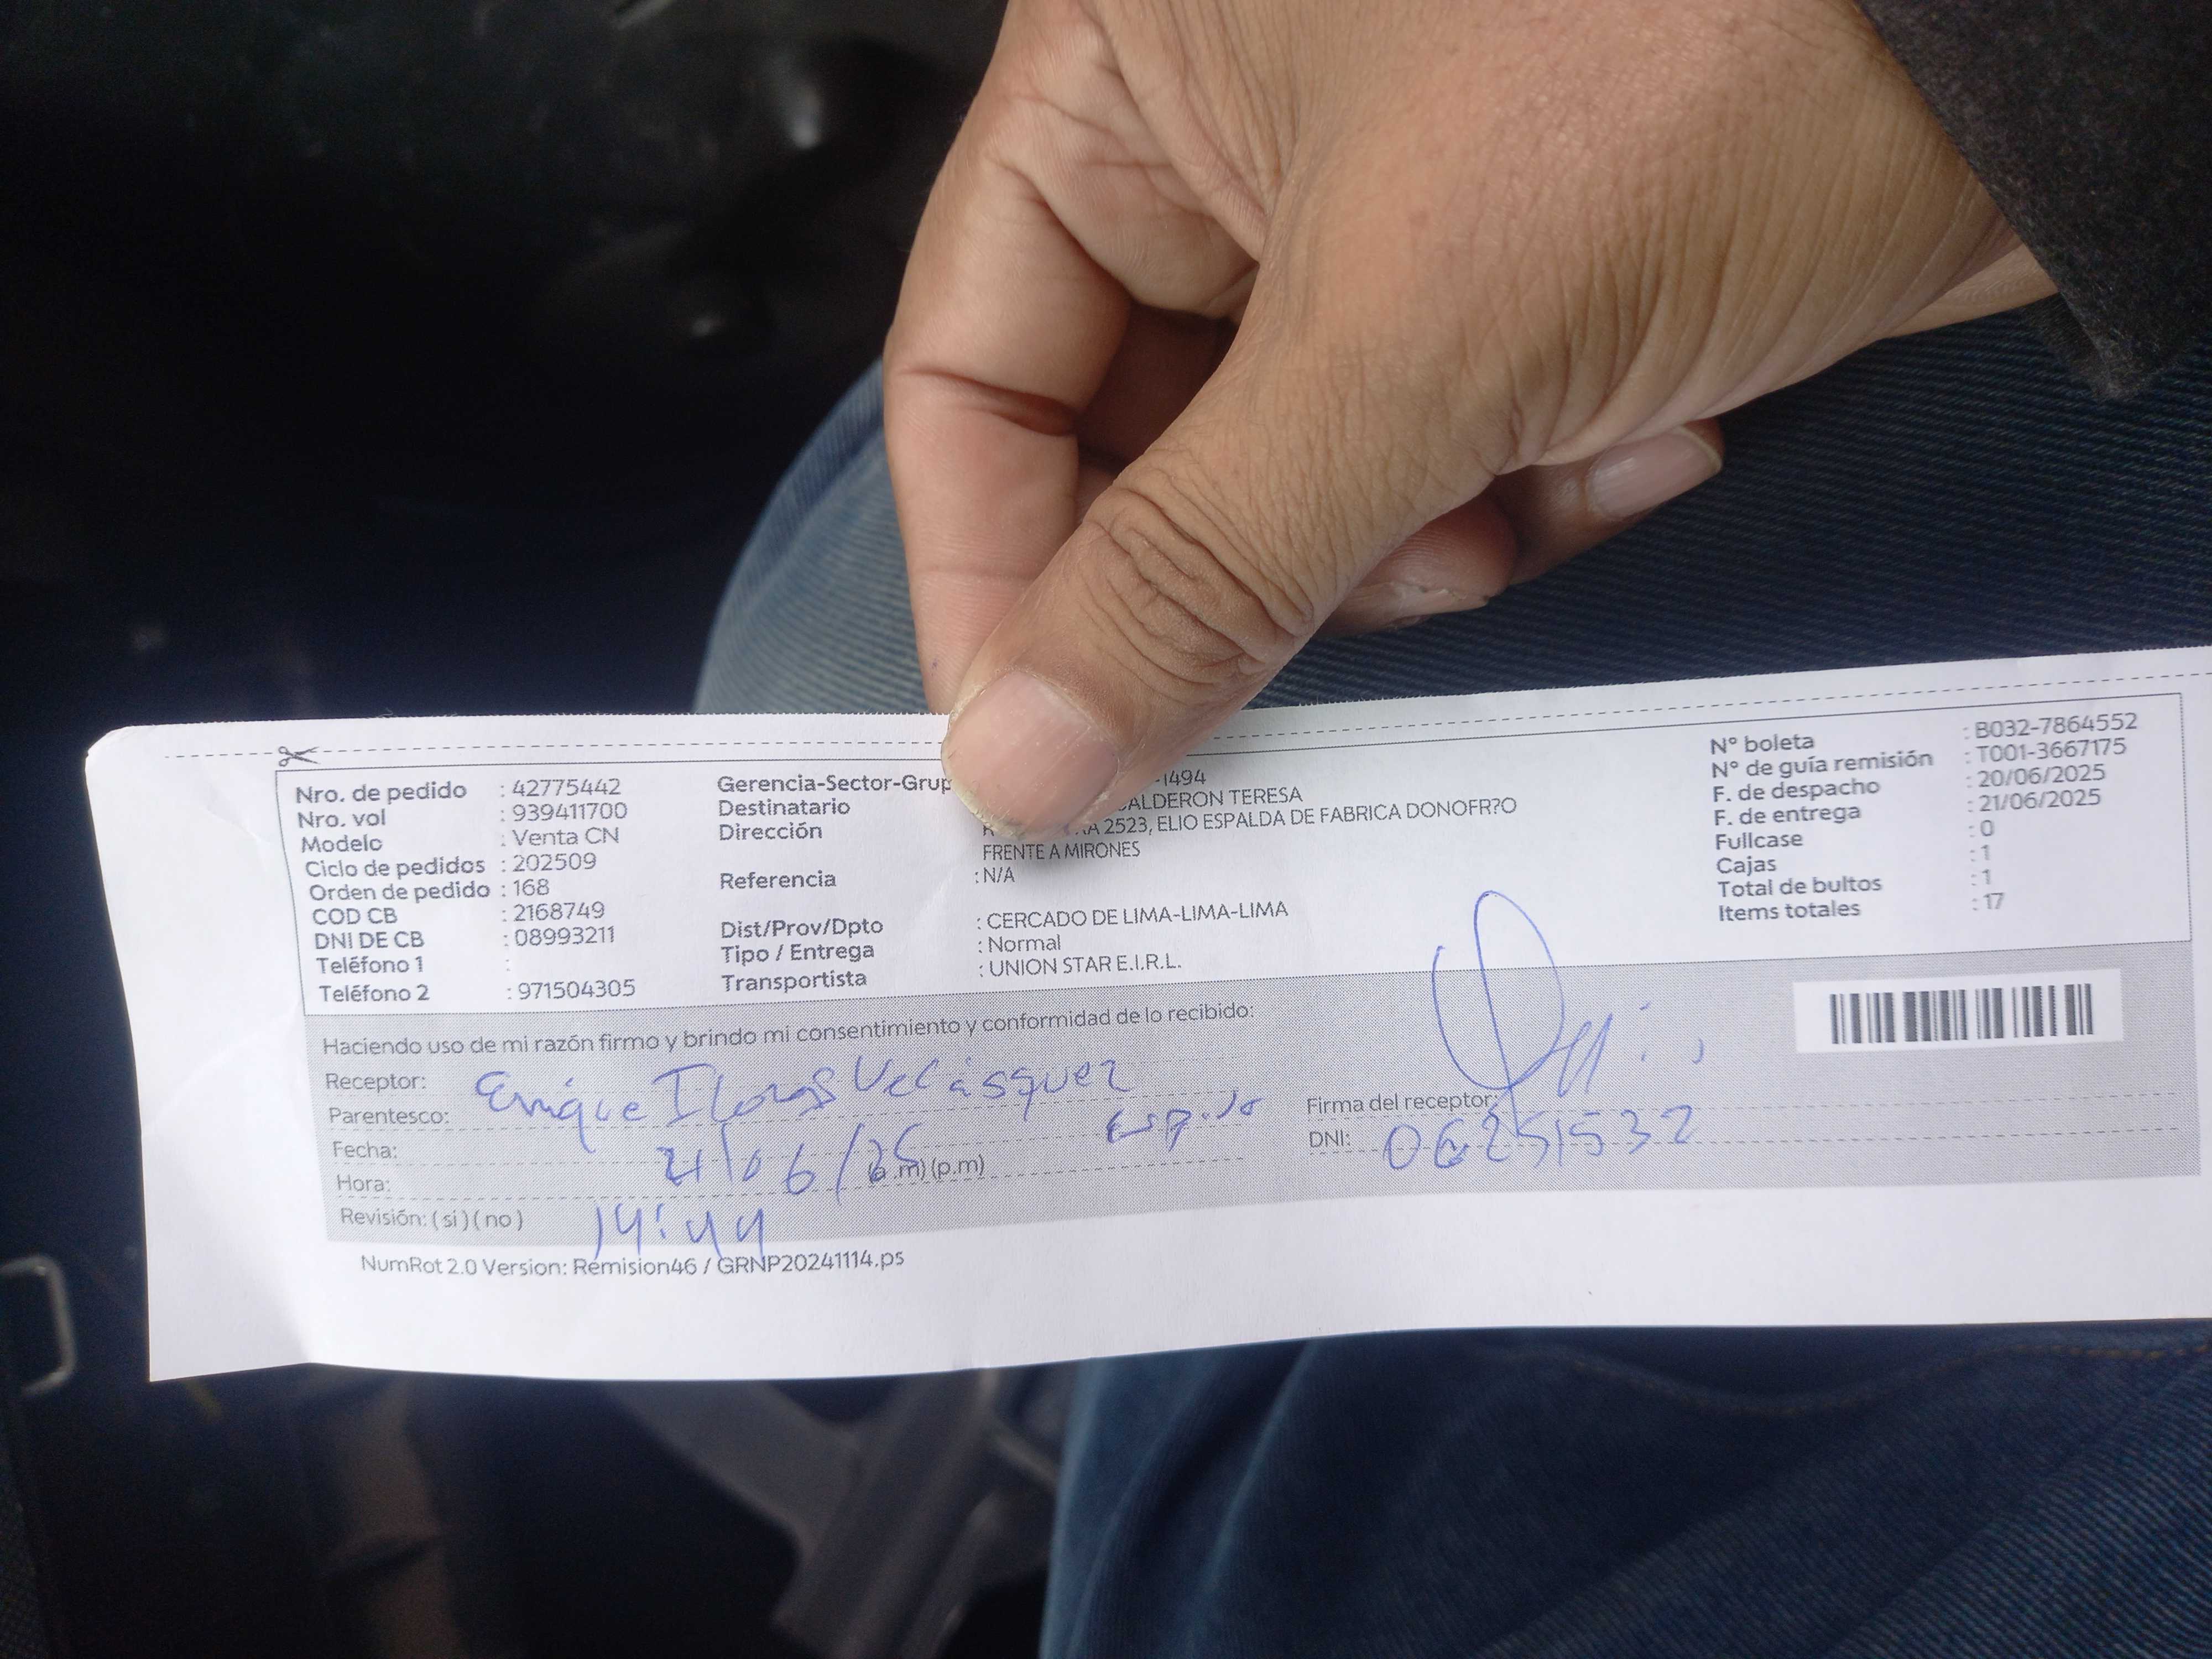 Nro. de pedido : 42775442
Nro. vol : 939411700
Modelo : Venta CN
Ciclo de pedidos : 202509
Orden de pedido : 168
COD CB : 2168749
DNI DE CB : 08993211
Teléfono 1 :
Teléfono 2 : 971504305
Gerencia-Sector-Grup -1494
Destinatario CALDERON TERESA
Dirección 2523, ELIO ESPALDA DE FABRICA DONOFR?O
FRENTE A MIRONES
Referencia : N/A
Dist/Prov/Dpto : CERCADO DE LIMA-LIMA-LIMA
Tipo / Entrega : Normal
Transportista : UNION STAR E.I.R.L.
N° boleta : B032-7864552
N° de guía remisión : T001-3667175
F. de despacho : 20/06/2025
F. de entrega : 21/06/2025
Fullcase : 0
Cajas : 1
Total de bultos : 1
Items totales : 17
Haciendo uso de mi razón firmo y brindo mi consentimiento y conformidad de lo recibido:
Receptor: Enrique Velásquez
Parentesco:
Fecha: 21/06/25
Hora: (a.m) (p.m)
Revisión: ( si ) ( no ) 14:44
Firma del receptor:
DNI: 06251532
NumRot 2.0 Version: Remision46 / GRNP20241114.ps